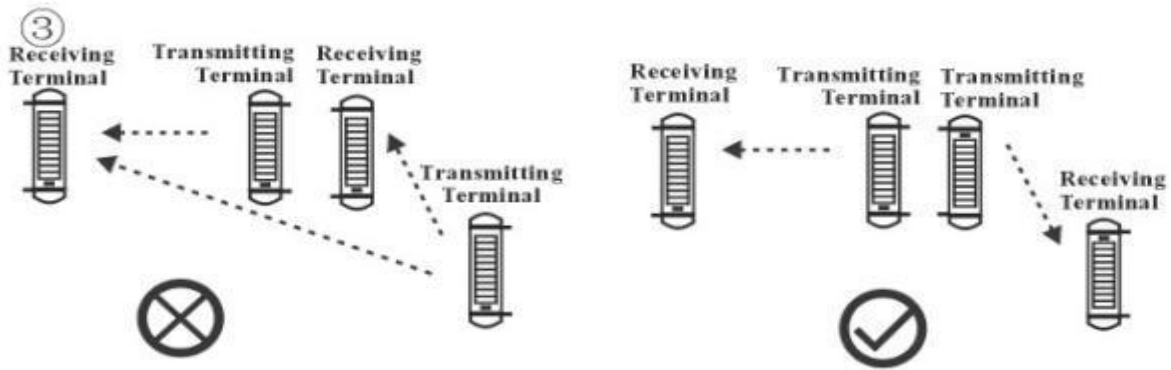 ③
Receiving
Terminal
Transmitting
Terminal
Receiving
Terminal
Transmitting
Terminal
Receiving
Terminal
Transmitting
Terminal
Transmitting
Terminal
Receiving
Terminal